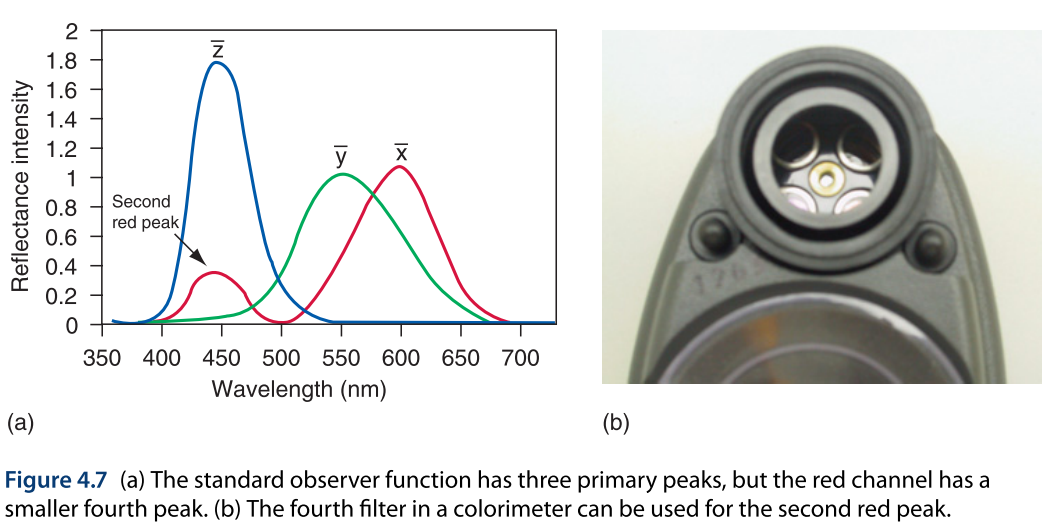 2
1.8
1.6
1.4
1.2
1
0.8
0.6
0.4
0.2
0
Reflectance intensity
z̅
y̅
x̅
Second
red peak
350 400 450 500 550 600 650 700
Wavelength (nm)
(a)
(b)
Figure 4.7 (a) The standard observer function has three primary peaks, but the red channel has a
smaller fourth peak. (b) The fourth filter in a colorimeter can be used for the second red peak.